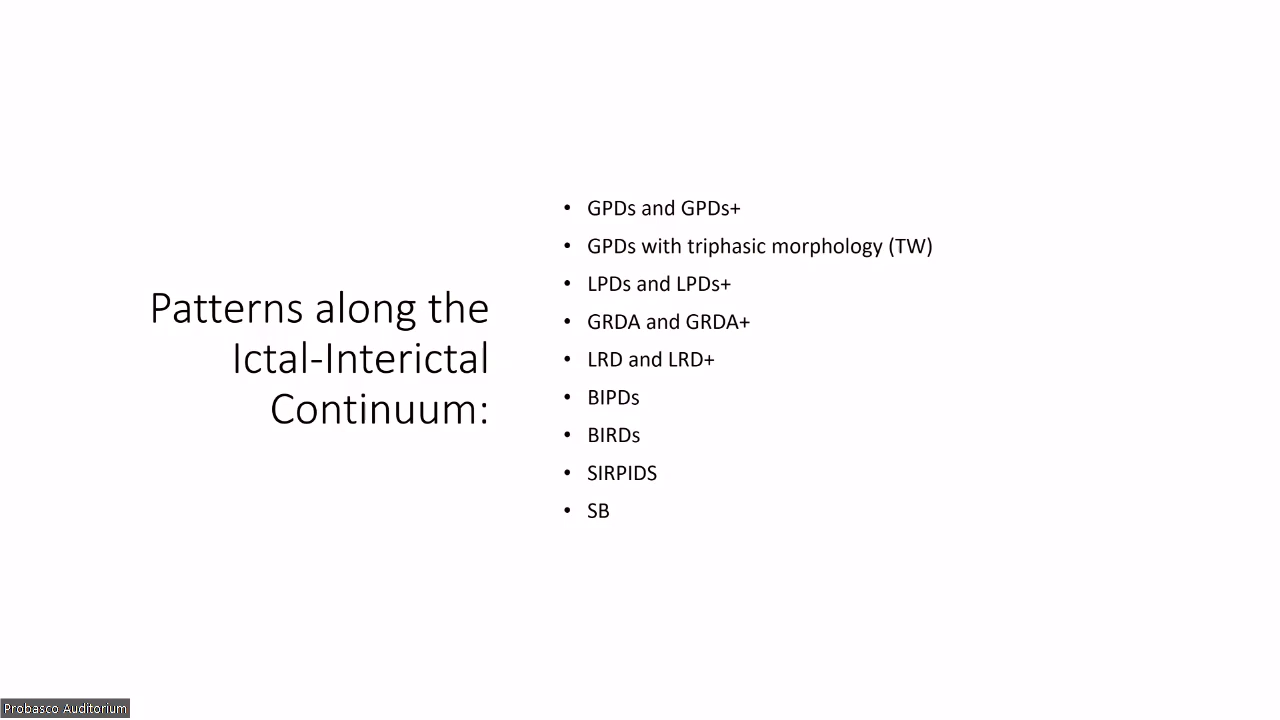 Patterns along the
Ictal-Interictal
Continuum:
• GPDs and GPDs+
• GPDs with triphasic morphology (TW)
• LPDs and LPDs+
• GRDA and GRDA+
• LRD and LRD+
• BIPDs
• BIRDs
• SIRPIDS
• SB
Probasco Auditorium